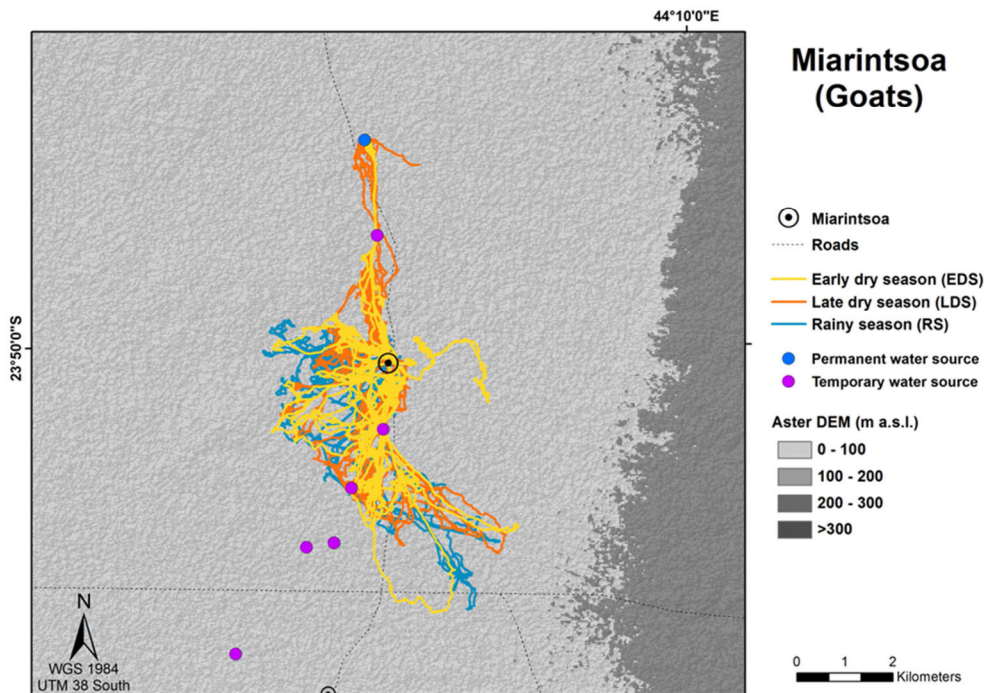 44°10'0"E
Miarintsoa
(Goats)
Miarintsoa
Roads
Early dry season (EDS)
Late dry season (LDS)
Rainy season (RS)
23°50'0"S
Permanent water source
Temporary water source
Aster DEM (m a.s.l.)
0 - 100
100 - 200
200 - 300
>300
N
WGS 1984
UTM 38 South
0 1 2
Kilometers